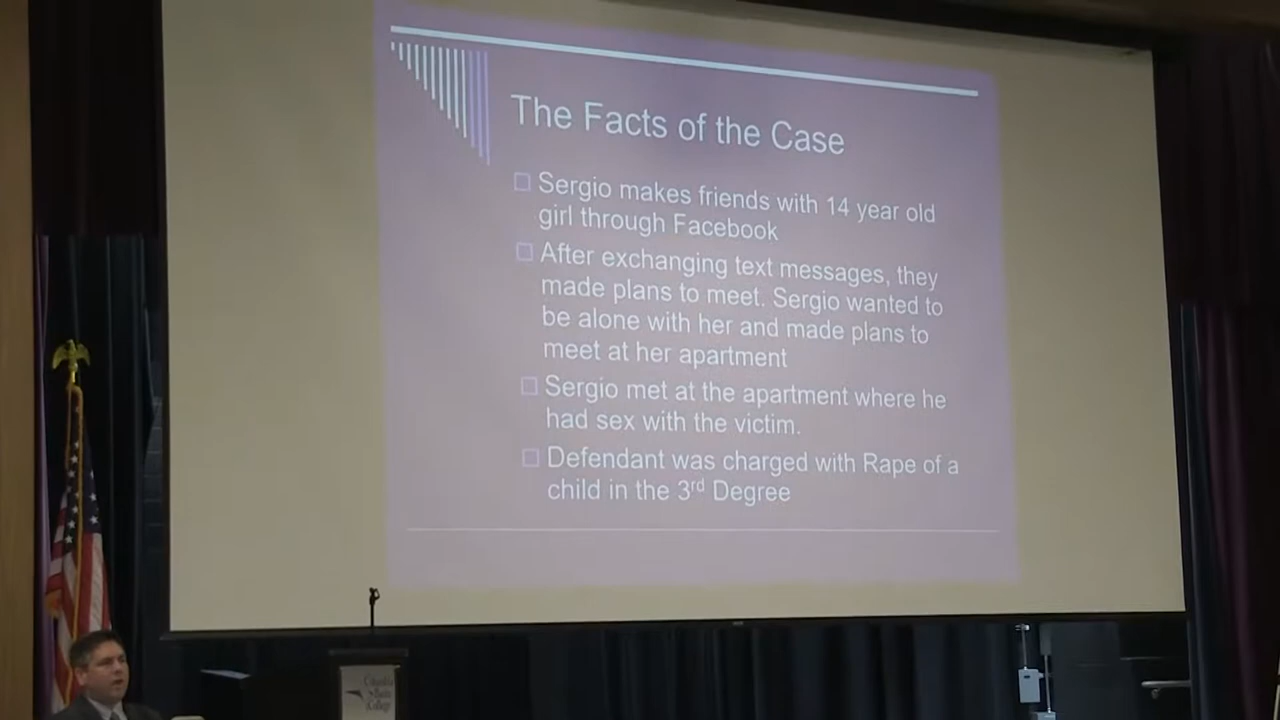 The Facts of the Case
Sergio makes friends with 14 year old
girl through Facebook
After exchanging text messages, they
made plans to meet. Sergio wanted to
be alone with her and made plans to
meet at her apartment
Sergio met at the apartment where he
had sex with the victim.
Defendant was charged with Rape of a
child in the 3rd Degree
Columbia
Basin
College